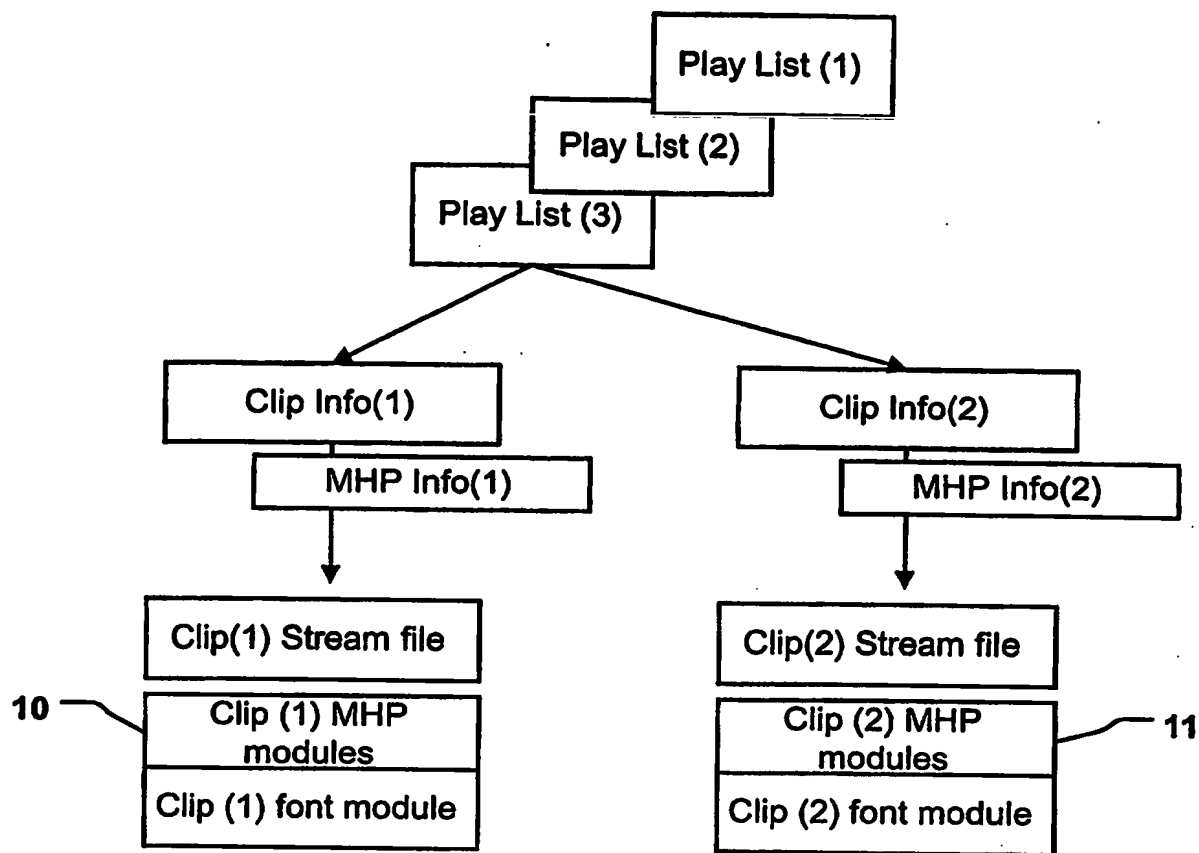 Play List (1)
Play List (2)
Play List (3)
Clip Info(1)
Clip Info(2)
MHP Info(1)
MHP Info(2)
Clip(1) Stream file
Clip(2) Stream file
10
Clip (1) MHP
modules
Clip (2) MHP
modules
11
Clip (1) font module
Clip (2) font module